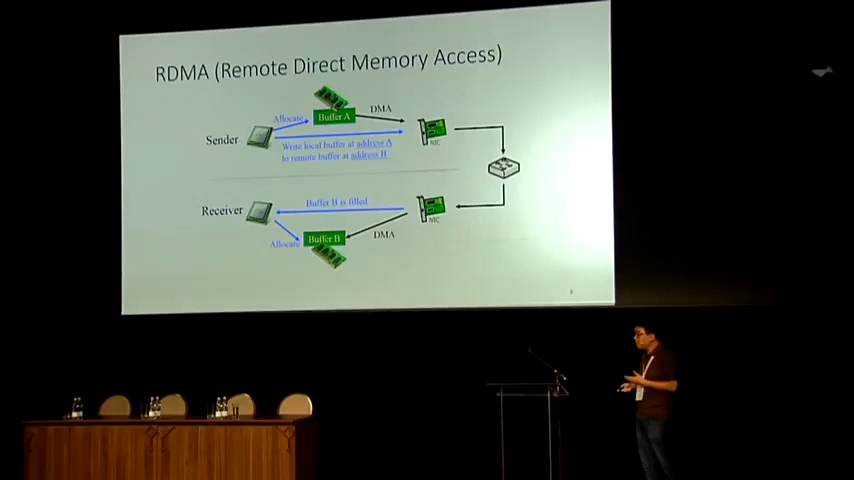 RDMA (Remote Direct Memory Access)
Allocate
Buffer A
DMA
Sender
NIC
Write local buffer at address A
to remote buffer at address B
Receiver
Buffer B is filled
NIC
Allocate
Buffer B
DMA